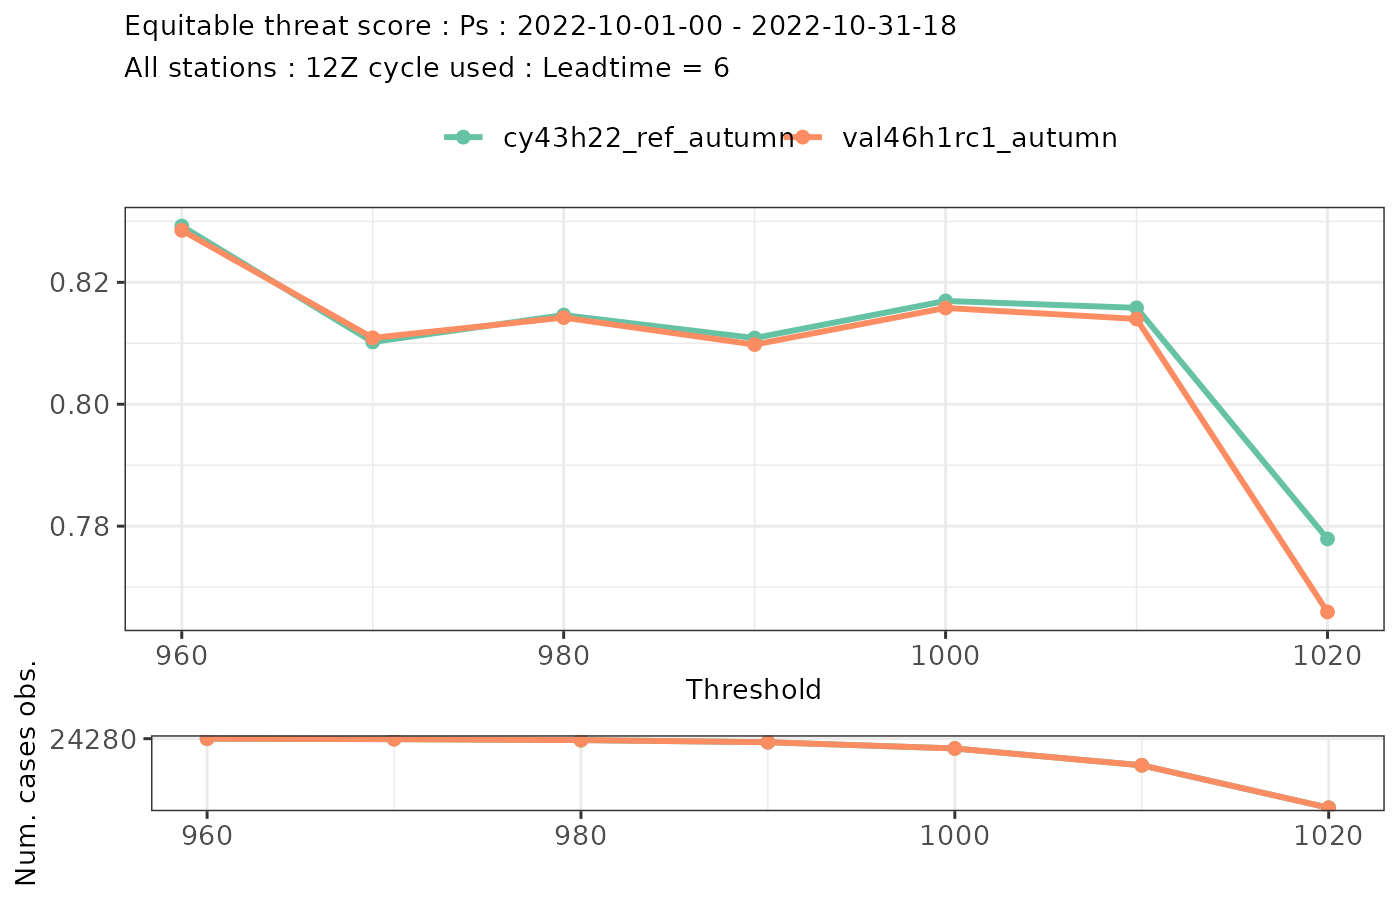 Equitable threat score : Ps : 2022-10-01-00 - 2022-10-31-18
All stations : 12Z cycle used : Leadtime = 6
cy43h22_ref_autumn val46h1rc1_autumn
0.82
0.80
0.78
960 980 1000 1020
Threshold
Num. cases obs.
24280
960 980 1000 1020